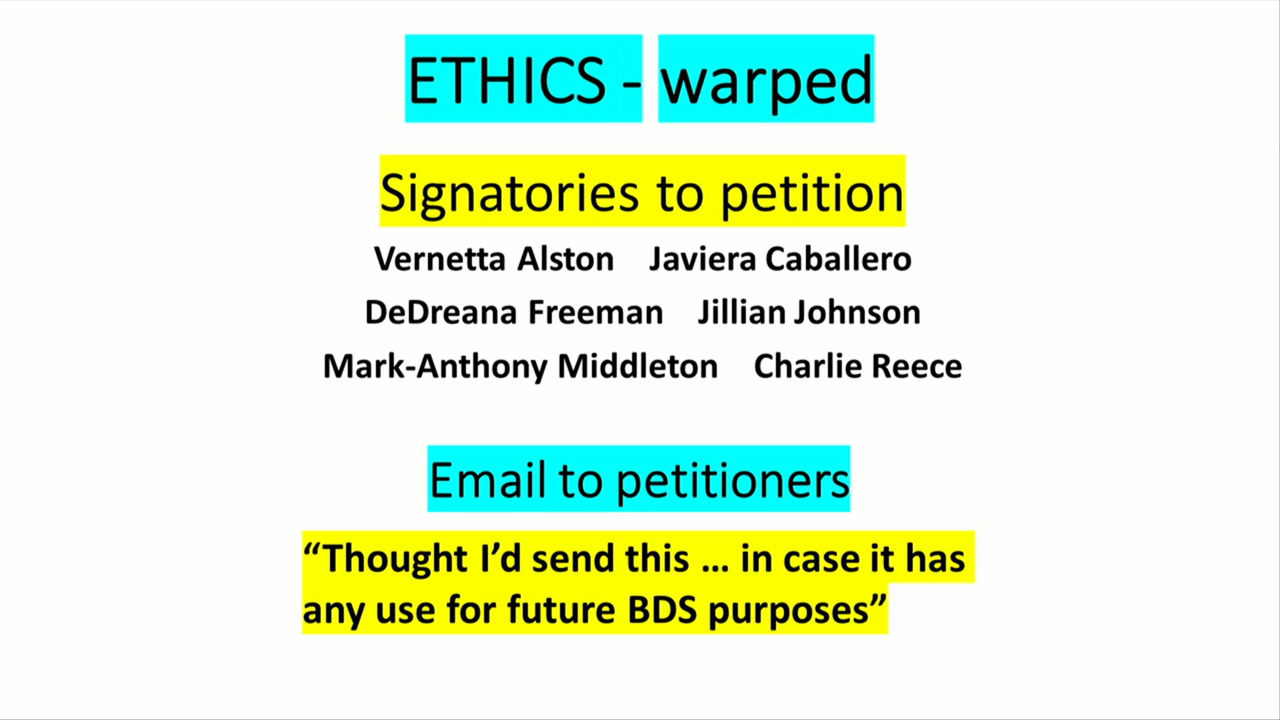 ETHICS - warped
Signatories to petition
Vernetta Alston Javiera Caballero
DeDreana Freeman Jillian Johnson
Mark-Anthony Middleton Charlie Reece
Email to petitioners
“Thought I’d send this … in case it has
any use for future BDS purposes”